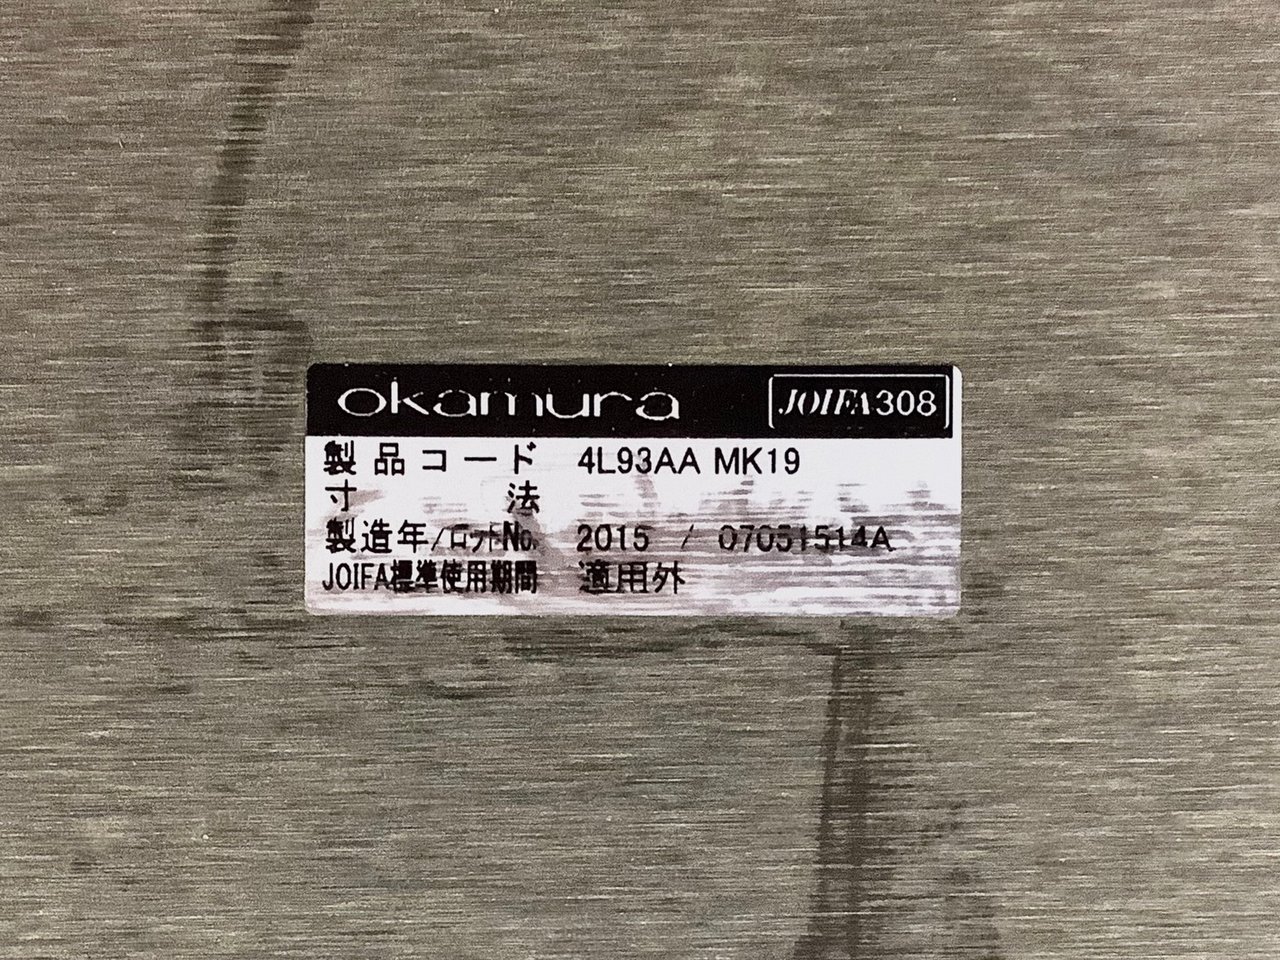 okamura JOIFA308
製品コード 4L93AA MK19
寸法
製造年/ロットNo. 2015 / 07051514A
JOIFA標準使用期間 適用外